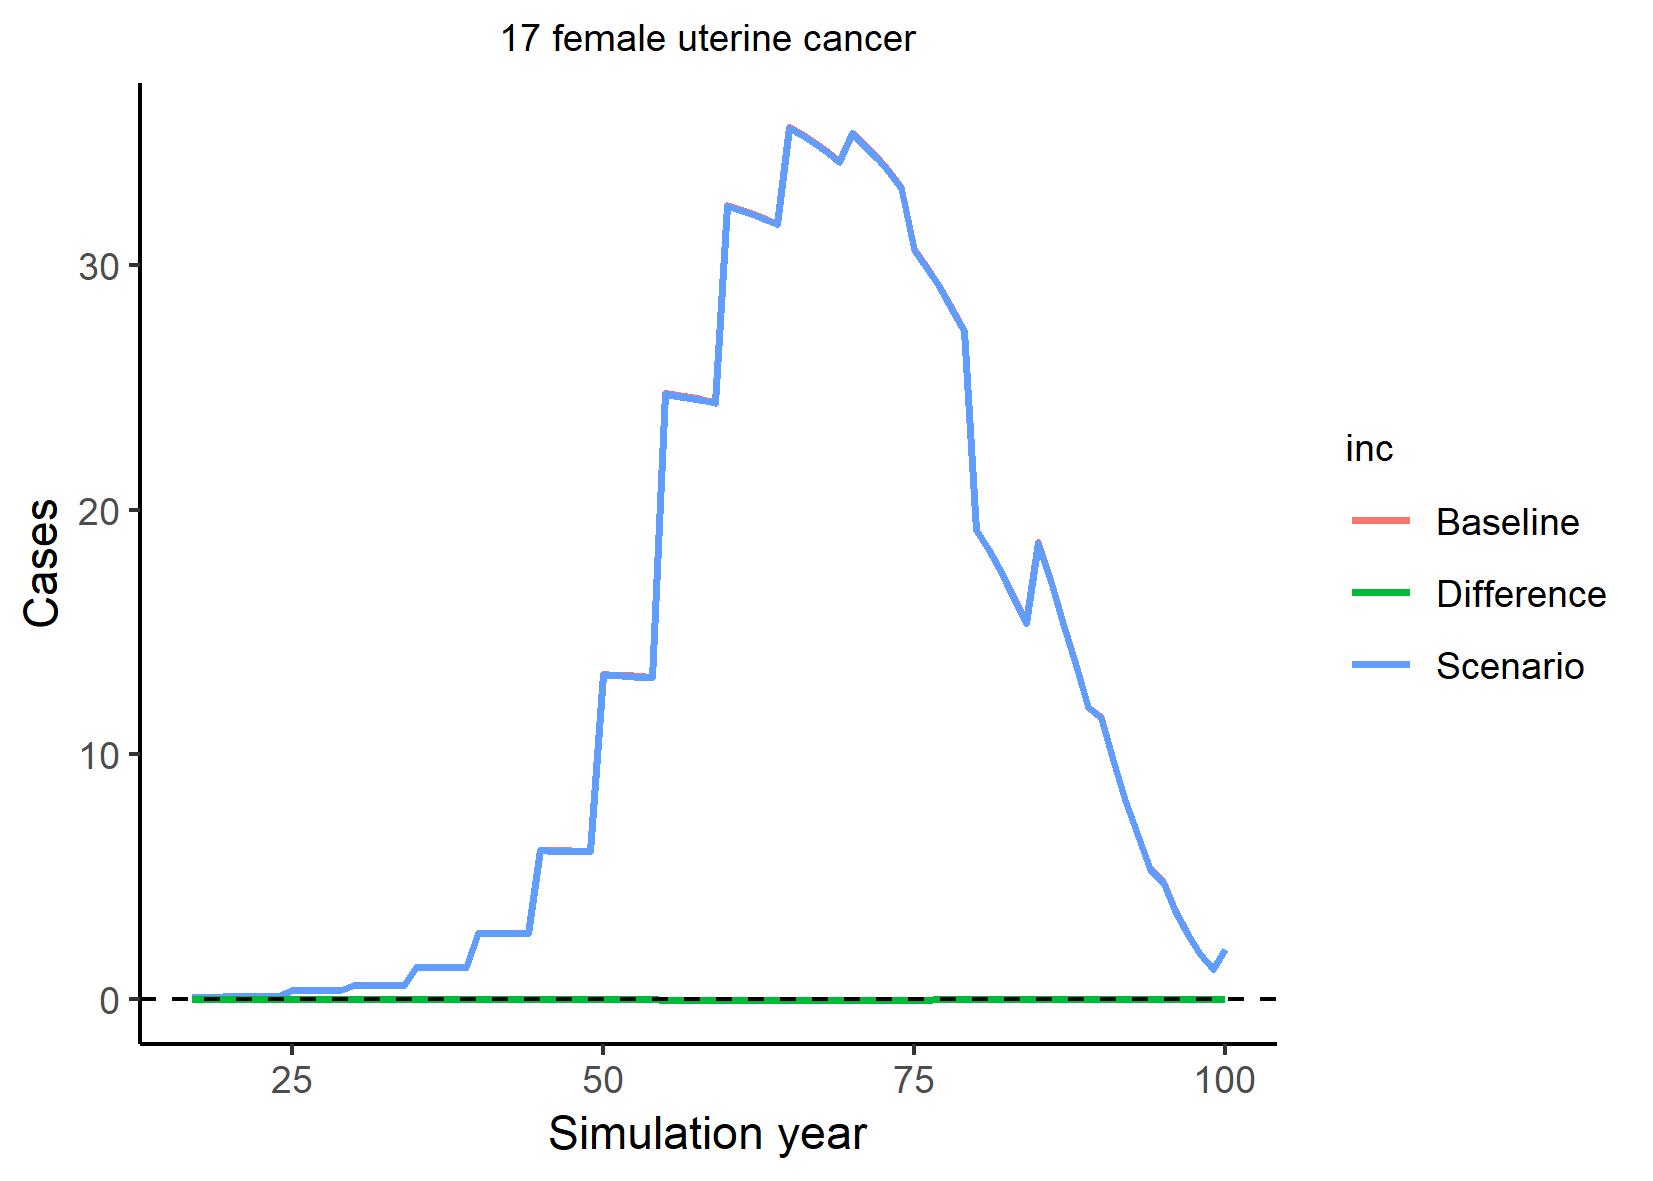 17 female uterine cancer
Cases
30
20
10
0
25 50 75 100
Simulation year
inc
Baseline
Difference
Scenario